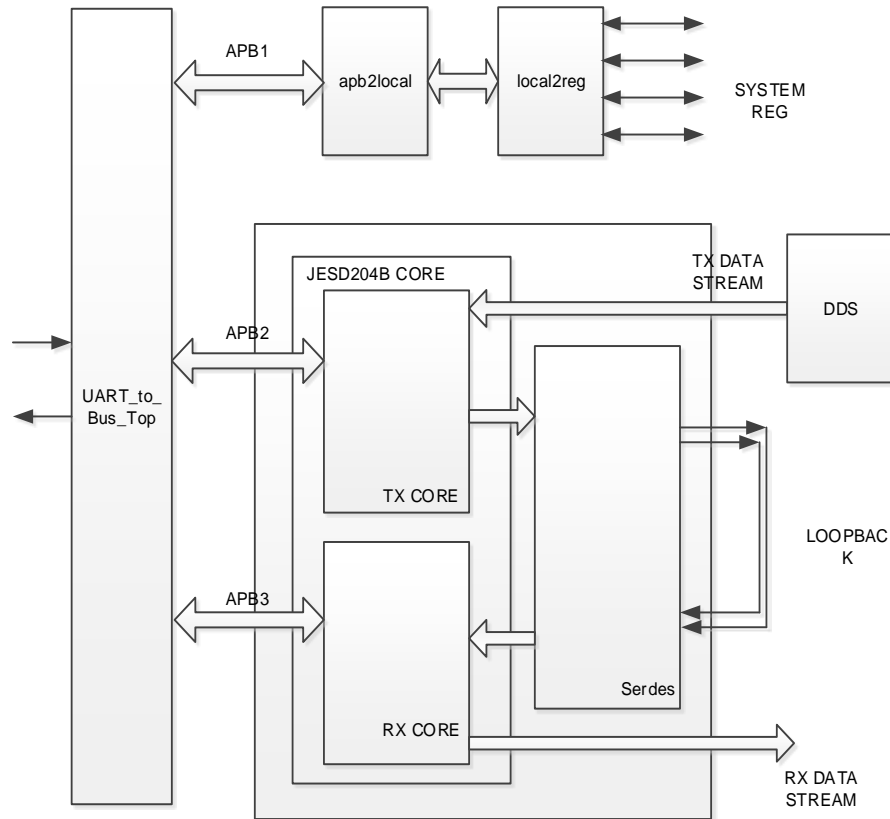 APB1
apb2local
local2reg
SYSTEM
REG
JESD204B CORE
TX DATA
STREAM
DDS
APB2
UART_to_
Bus_Top
TX CORE
LOOPBAC
K
APB3
Serdes
RX CORE
RX DATA
STREAM